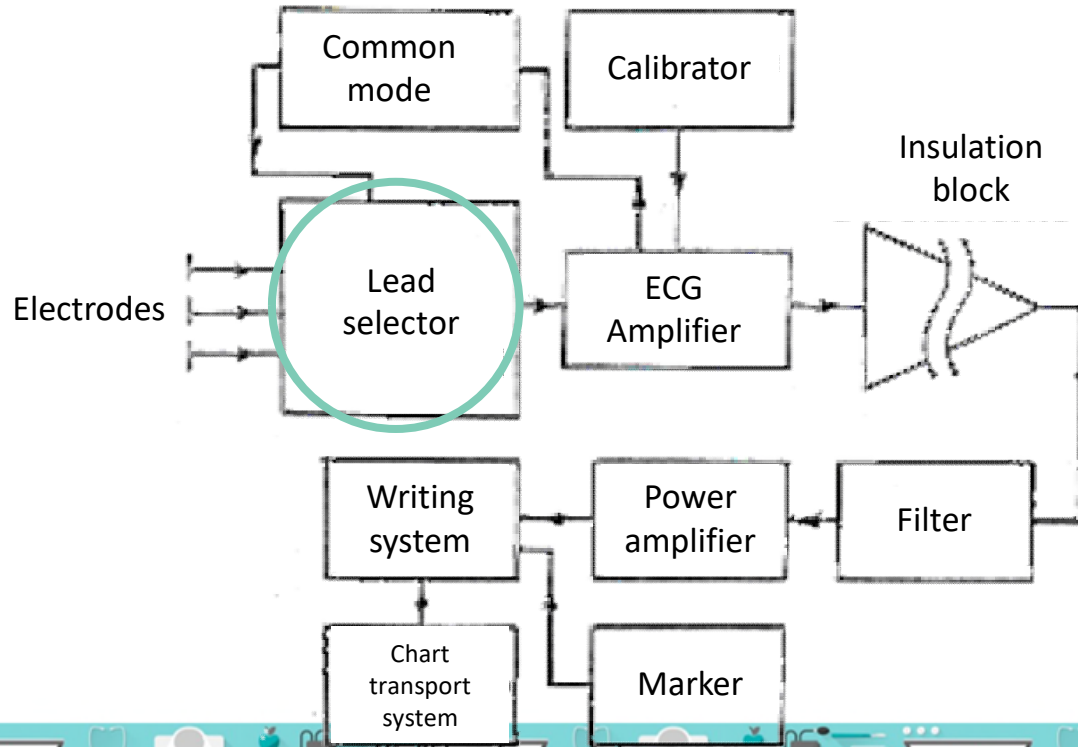 Common
mode
Calibrator
Insulation
block
Electrodes
Lead
selector
ECG
Amplifier
Writing
system
Power
amplifier
Filter
Chart
transport
system
Marker